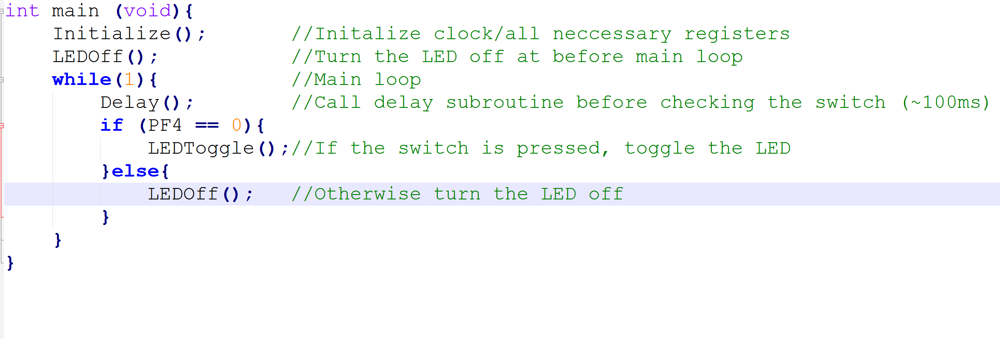 int main (void){
    Initialize();        //Initalize clock/all neccessary registers
    LEDOff();            //Turn the LED off at before main loop
    while(1){            //Main loop
        Delay();         //Call delay subroutine before checking the switch (~100ms)
        if (PF4 == 0){
            LEDToggle();//If the switch is pressed, toggle the LED
        }else{
            LEDOff();   //Otherwise turn the LED off
        }
    }
}